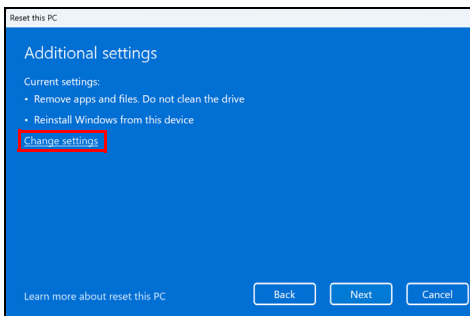 Reset this PC
Additional settings
Current settings:
• Remove apps and files. Do not clean the drive
• Reinstall Windows from this device
Change settings
Learn more about reset this PC
Back
Next
Cancel